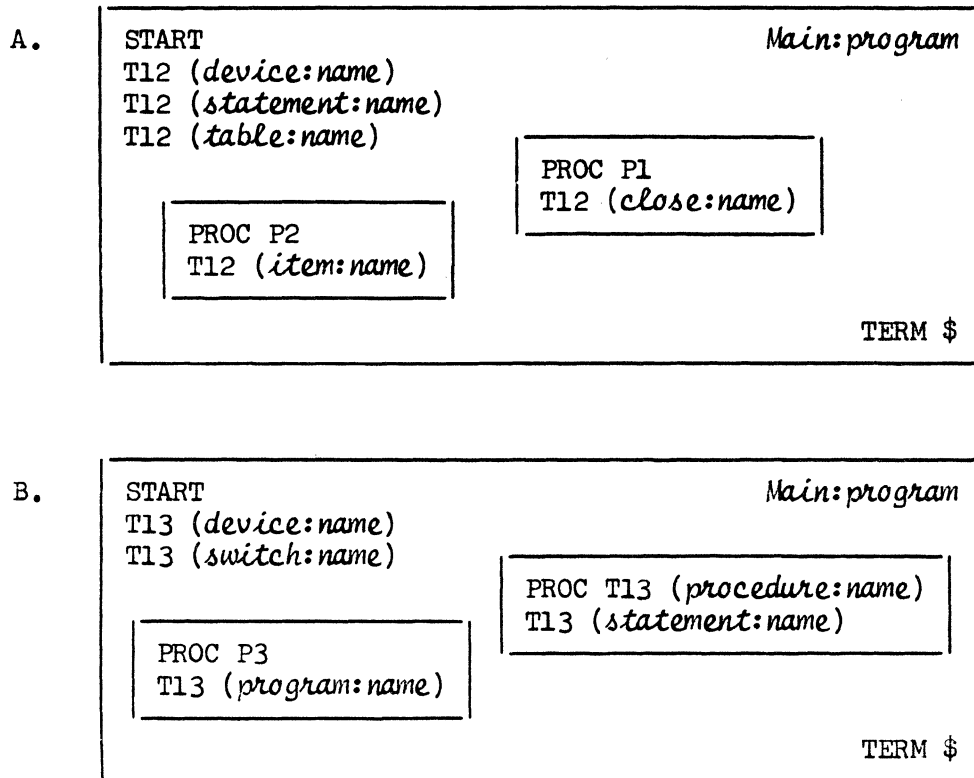 A.
START Main:program
T12 (device:name)
T12 (statement:name)
T12 (table:name)
PROC P1
T12 (close:name)
PROC P2
T12 (item:name)
TERM $
B.
START Main:program
T13 (device:name)
T13 (switch:name)
PROC T13 (procedure:name)
T13 (statement:name)
PROC P3
T13 (program:name)
TERM $